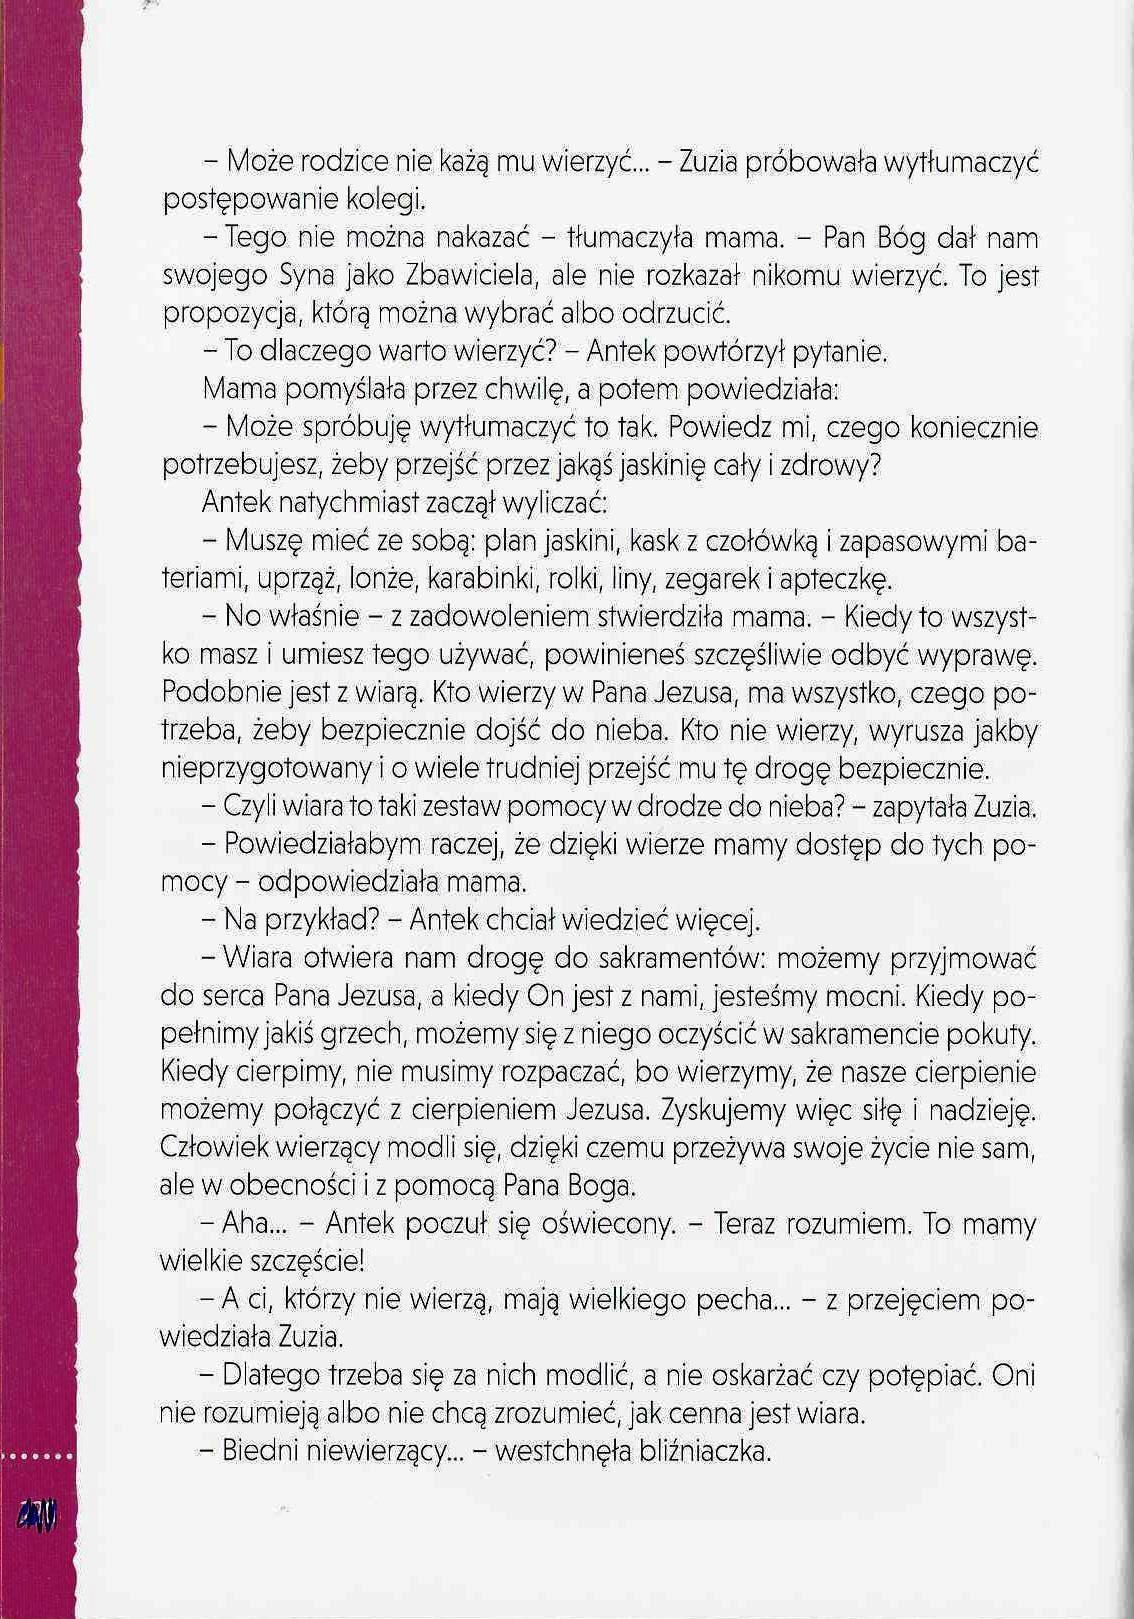 – Może rodzice nie każą mu wierzyć... – Zuzia próbowała wytłumaczyć
postępowanie kolegi.
– Tego nie można nakazać – tłumaczyła mama. – Pan Bóg dał nam
swojego Syna jako Zbawiciela, ale nie rozkazał nikomu wierzyć. To jest
propozycja, którą można wybrać albo odrzucić.
– To dlaczego warto wierzyć? – Antek powtórzył pytanie.
Mama pomyślała przez chwilę, a potem powiedziała:
– Może spróbuję wytłumaczyć to tak. Powiedz mi, czego koniecznie
potrzebujesz, żeby przejść przez jakąś jaskinię cały i zdrowy?
Antek natychmiast zaczął wyliczać:
– Muszę mieć ze sobą: plan jaskini, kask z czołówką i zapasowymi ba-
teriami, uprząż, lonże, karabinki, rolki, liny, zegarek i apteczkę.
– No właśnie – z zadowoleniem stwierdziła mama. – Kiedy to wszyst-
ko masz i umiesz tego używać, powinieneś szczęśliwie odbyć wyprawę.
Podobnie jest z wiarą. Kto wierzy w Pana Jezusa, ma wszystko, czego po-
trzeba, żeby bezpiecznie dojść do nieba. Kto nie wierzy, wyrusza jakby
nieprzygotowany i o wiele trudniej przejść mu tę drogę bezpiecznie.
– Czyli wiara to taki zestaw pomocy w drodze do nieba? – zapytała Zuzia.
– Powiedziałabym raczej, że dzięki wierze mamy dostęp do tych po-
mocy – odpowiedziała mama.
– Na przykład? – Antek chciał wiedzieć więcej.
– Wiara otwiera nam drogę do sakramentów: możemy przyjmować
do serca Pana Jezusa, a kiedy On jest z nami, jesteśmy mocni. Kiedy po-
pełnimy jakiś grzech, możemy się z niego oczyścić w sakramencie pokuty.
Kiedy cierpimy, nie musimy rozpaczać, bo wierzymy, że nasze cierpienie
możemy połączyć z cierpieniem Jezusa. Zyskujemy więc siłę i nadzieję.
Człowiek wierzący modli się, dzięki czemu przeżywa swoje życie nie sam,
ale w obecności i z pomocą Pana Boga.
– Aha... – Antek poczuł się oświecony. – Teraz rozumiem. To mamy
wielkie szczęście!
– A ci, którzy nie wierzą, mają wielkiego pecha... – z przejęciem po-
wiedziała Zuzia.
– Dlatego trzeba się za nich modlić, a nie oskarżać czy potępiać. Oni
nie rozumieją albo nie chcą zrozumieć, jak cenna jest wiara.
– Biedni niewierzący... – westchnęła bliźniaczka.